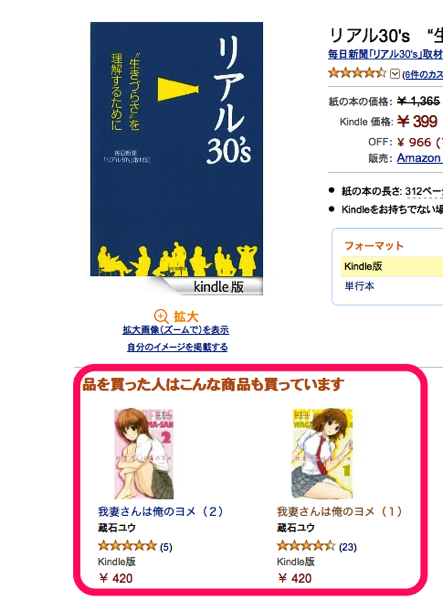 リアル30's “生
毎日新聞「リアル30's」取材
(6件のカス
紙の本の価格: ¥ 1,365
Kindle 価格: ¥ 399
OFF: ¥ 966 (
販売: Amazon
紙の本の長さ: 312ペー
Kindleをお持ちでない場
フォーマット
Kindle版
単行本
リアル30's
“生きづらさ”を
理解するために
毎日新聞
「リアル30's」取材班
kindle 版
拡大
拡大画像(ズームで)を表示
自分のイメージを掲載する
品を買った人はこんな商品も買っています
2
1
我妻さんは俺のヨメ(2)
蔵石ユウ
(5)
Kindle版
¥ 420
我妻さんは俺のヨメ(1)
蔵石ユウ
(23)
Kindle版
¥ 420